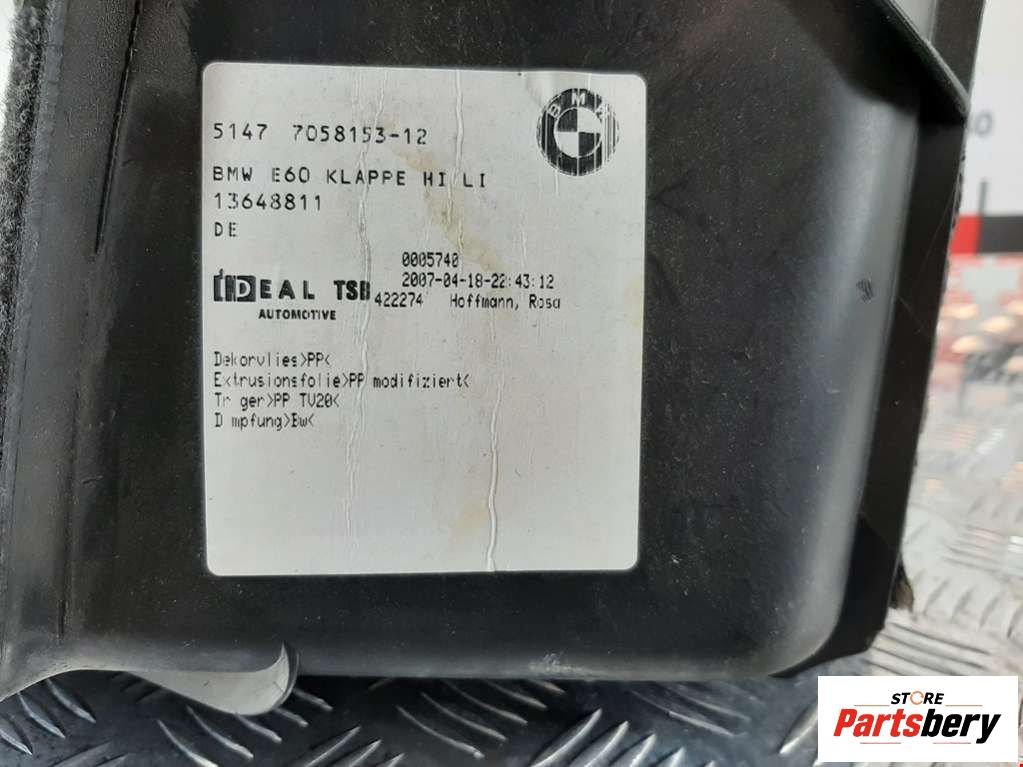 BMW
5147 7058153-12
BMW E60 KLAPPE HI LI
13648811
DE
0005740
2007-04-18-22:43:12
IDEAL TSB 422274 Hoffmann, Rosa
AUTOMOTIVE
Dekorvlies>PP<
Extrusionsfolie>PP modifiziert<
Tr ger>PP TV20<
D mpfung>Bw<
STORE
Partsbery